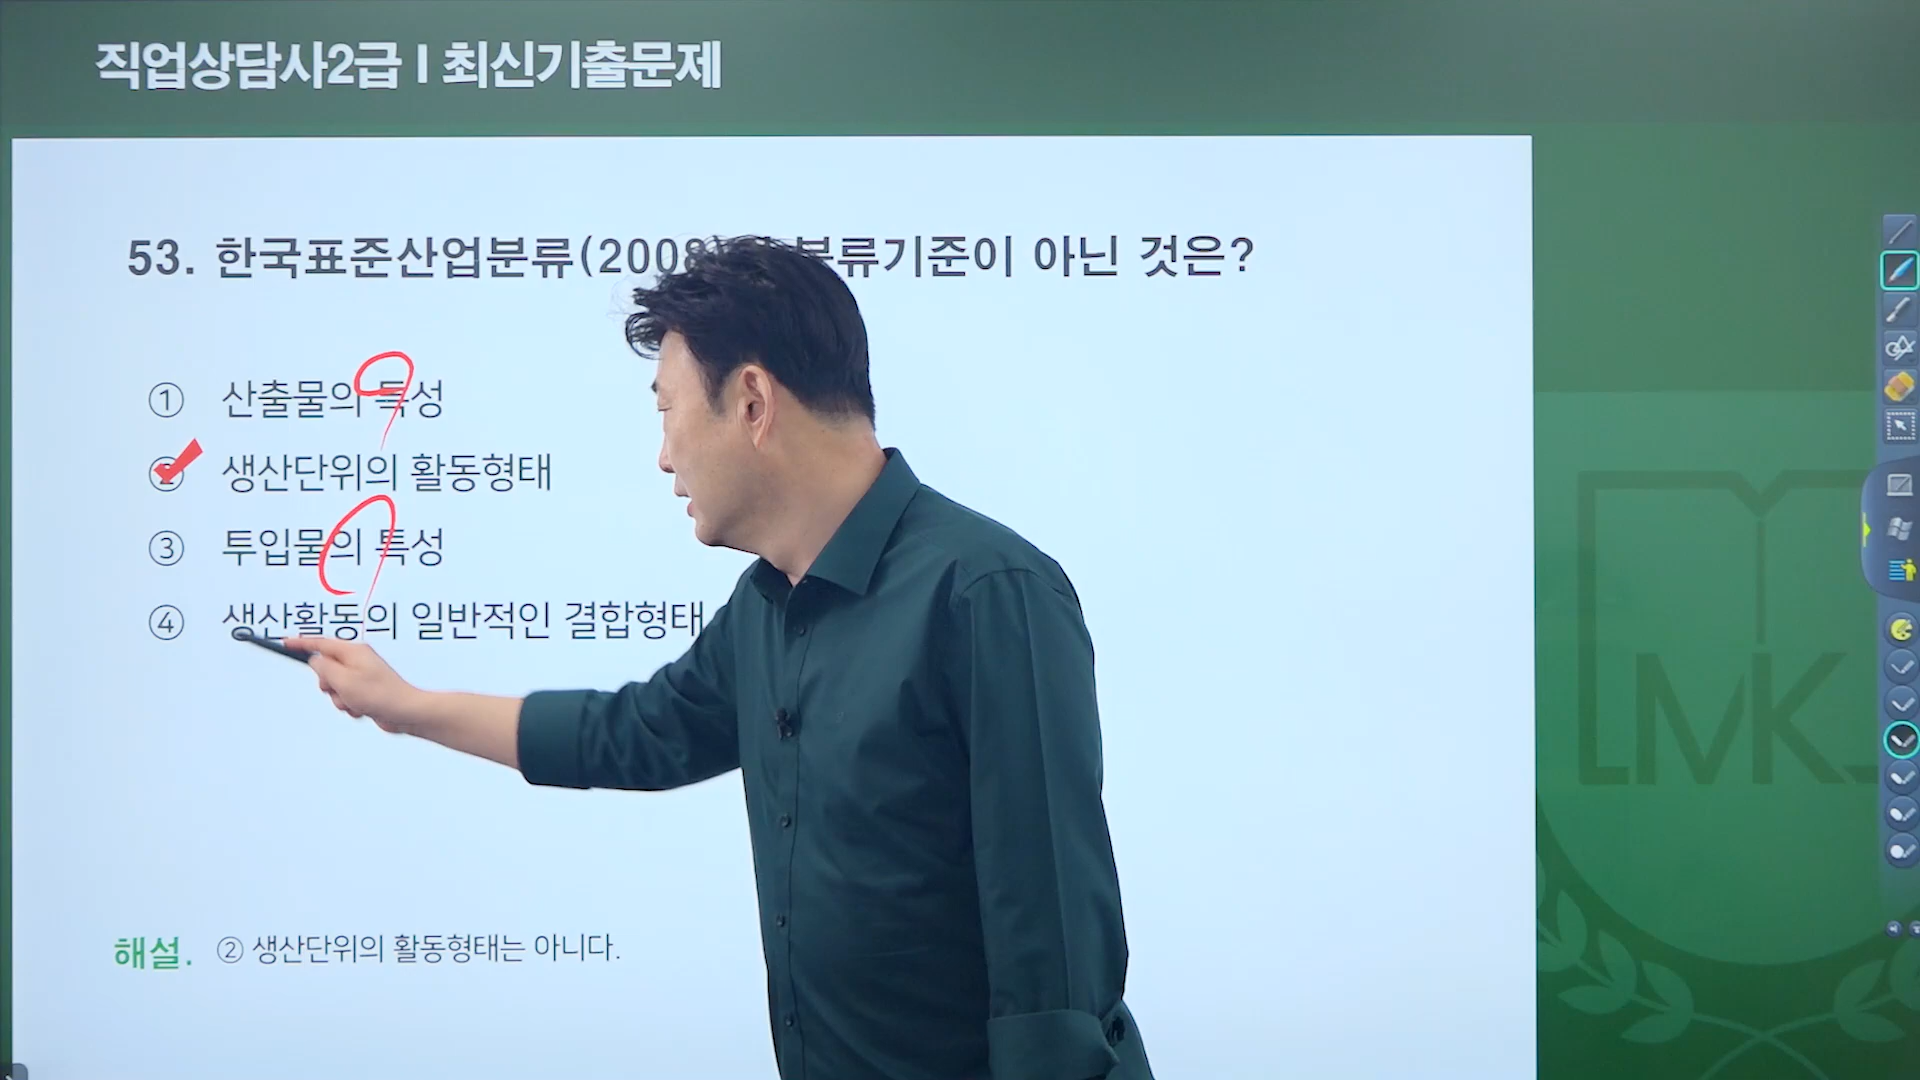 직업상담사2급 I 최신기출문제
53. 한국표준산업분류(2008) 분류기준이 아닌 것은?
① 산출물의 특성
② 생산단위의 활동형태
③ 투입물의 특성
④ 생산활동의 일반적인 결합형태
해설. ② 생산단위의 활동형태는 아니다.
MK